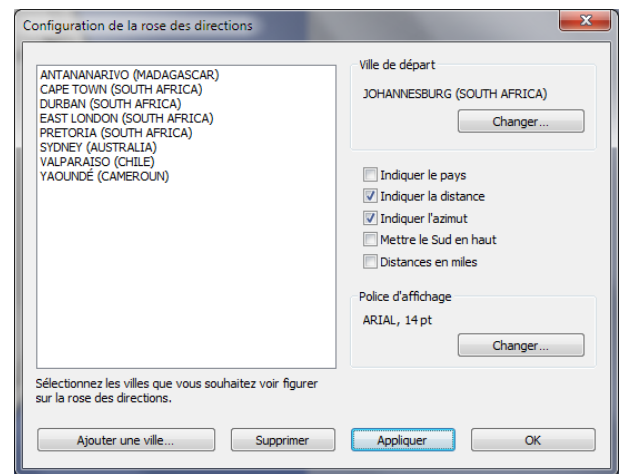 Configuration de la rose des directions
ANTANANARIVO (MADAGASCAR)
CAPE TOWN (SOUTH AFRICA)
DURBAN (SOUTH AFRICA)
EAST LONDON (SOUTH AFRICA)
PRETORIA (SOUTH AFRICA)
SYDNEY (AUSTRALIA)
VALPARAISO (CHILE)
YAOUNDÉ (CAMEROUN)
Sélectionnez les villes que vous souhaitez voir figurer
sur la rose des directions.
Ville de départ
JOHANNESBURG (SOUTH AFRICA)
Changer...
Indiquer le pays
Indiquer la distance
Indiquer l'azimut
Mettre le Sud en haut
Distances en miles
Police d'affichage
ARIAL, 14 pt
Changer...
Ajouter une ville...
Supprimer
Appliquer
OK